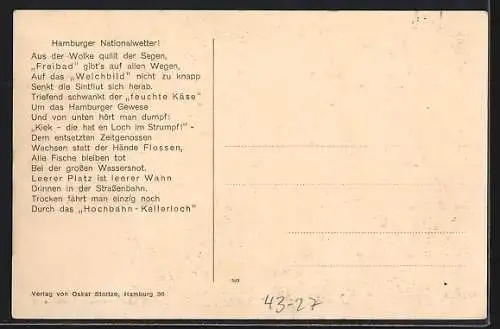 Hamburger Nationalwetter!
Aus der Wolke quillt der Segen,
„Freibad" gibt's auf allen Wegen,
Auf das „Weichbild" nicht zu knapp
Senkt die Sintflut sich herab.
Triefend schwankt der „feuchte Käse"
Um das Hamburger Gewese
Und von unten hört man dumpf:
„Kiek - die hat en Loch im Strumpf!" -
Dem entsetzten Zeitgenossen
Wachsen statt der Hände Flossen,
Alle Fische bleiben tot
Bei der großen Wassersnot.
Leerer Platz ist leerer Wahn
Drinnen in der Straßenbahn.
Trocken fährt man einzig noch
Durch das „Hochbahn-Kellerloch"
Verlag von Oskar Hamburg 36
43-27